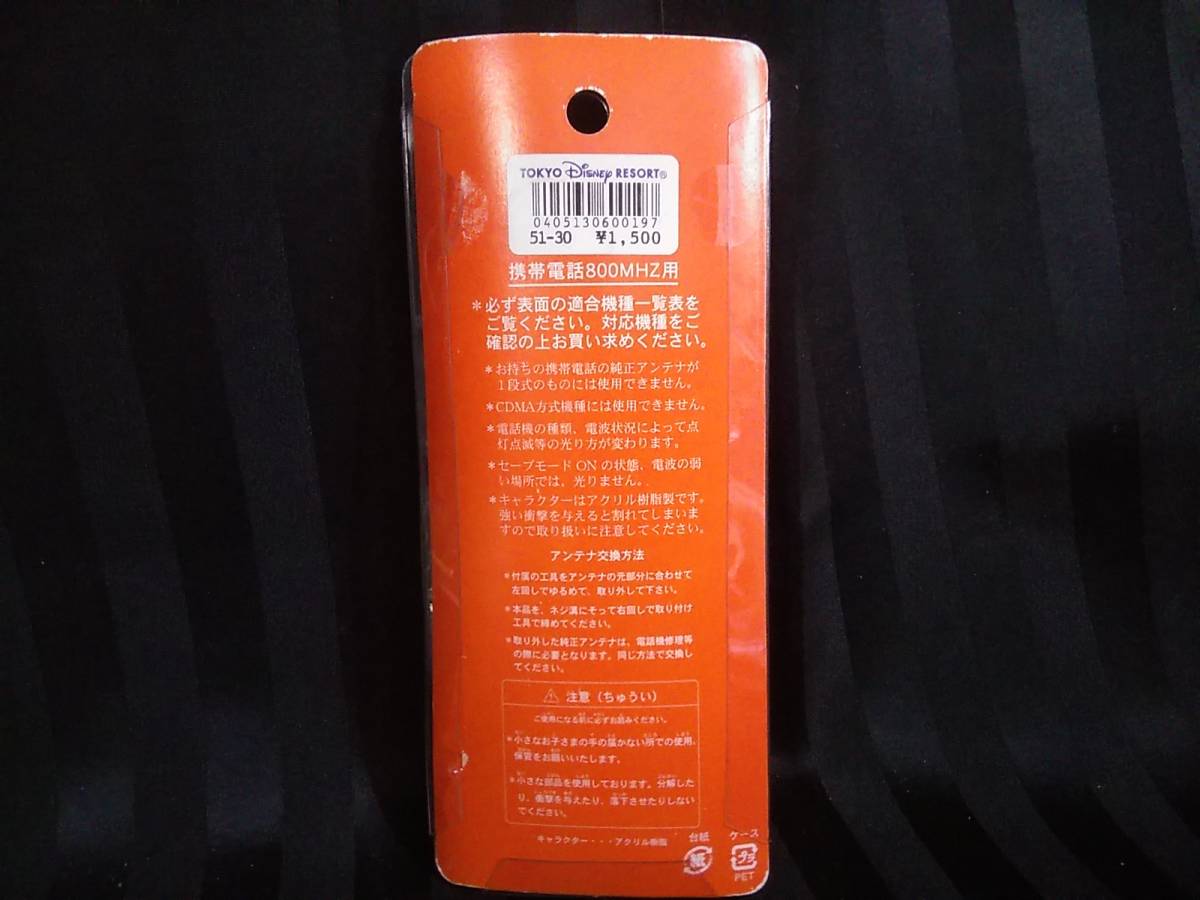 TOKYO Disney RESORT®
0405130600197
51-30 ¥1,500
携帯電話800MHZ用
*必ず表面の適合機種一覧表を
ご覧ください。対応機種をご
確認の上お買い求めください。
*お持ちの携帯電話の純正アンテナが
1段式のものには使用できません。
*CDMA方式機種には使用できません。
*電話機の種類、電波状況によって点
灯点滅等の光り方が変わります。
*セーブモードONの状態、電波の弱
い場所では、光りません。
*キャラクターはアクリル樹脂製です。
強い衝撃を与えると割れてしまいま
すので取り扱いに注意してください。
アンテナ交換方法
*付属の工具をアンテナの元部分に合わせて
左回しでゆるめて、取り外して下さい。
*本品を、ネジ溝にそって右回しで取り付け
工具で締めてください。
*取り外した純正アンテナは、電話機修理等
の際に必要となります。同じ方法で交換し
てください。
⚠ 注意(ちゅうい)
ご使用になる前に必ずお読みください。
*小さなお子さまの手の届かない所での使用、
保管をお願いいたします。
*小さな部品を使用しております。分解した
り、衝撃を与えたり、落下させたりしない
でください。
キャラクター・・・アクリル樹脂
台紙 ケース
紙 プラ
PET